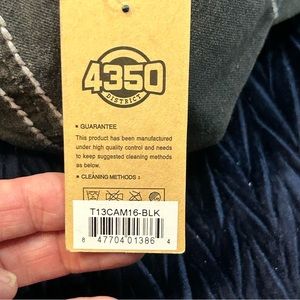 4350
DISTRICT
• GUARANTEE
This product has been manufactured
under high quality control and needs
to keep suggested cleaning methods
as below.
• CLEANING METHODS :
T13CAM16-BLK
8 47704 01386 4